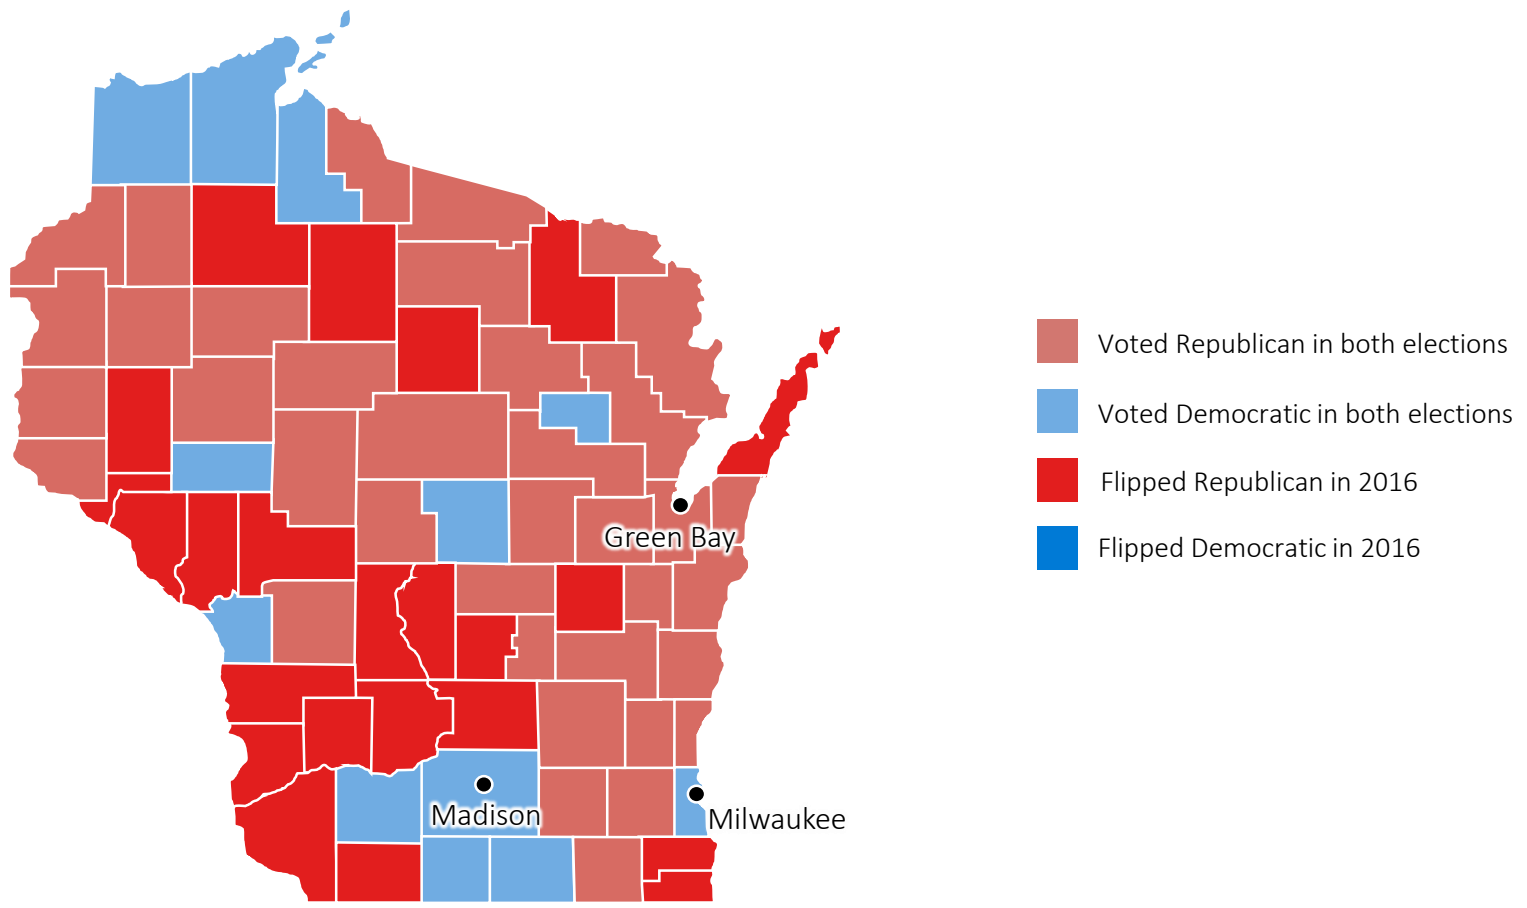 Voted Republican in both elections
Voted Democratic in both elections
Flipped Republican in 2016
Green Bay
Flipped Democratic in 2016
Madison
Milwaukee